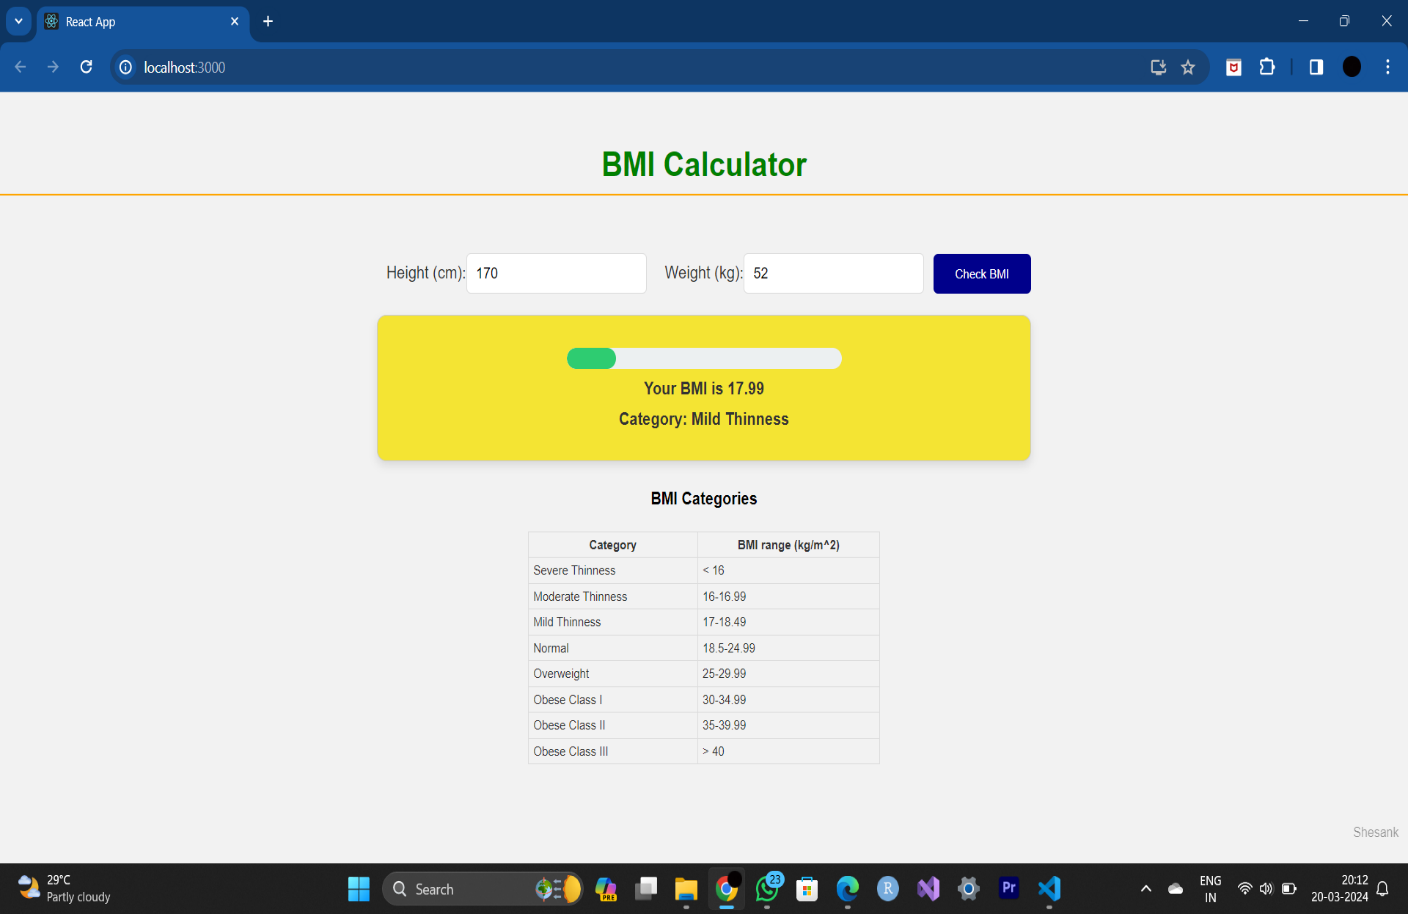 React App
localhost:3000
BMI Calculator
Height (cm): 170 Weight (kg): 52 Check BMI
Your BMI is 17.99
Category: Mild Thinness
BMI Categories
Category BMI range (kg/m^2)
Severe Thinness < 16
Moderate Thinness 16-16.99
Mild Thinness 17-18.49
Normal 18.5-24.99
Overweight 25-29.99
Obese Class I 30-34.99
Obese Class II 35-39.99
Obese Class III > 40
Shesank
29°C
Partly cloudy
Search
PRE
23
R
Pr
ENG
IN
20:12
20-03-2024